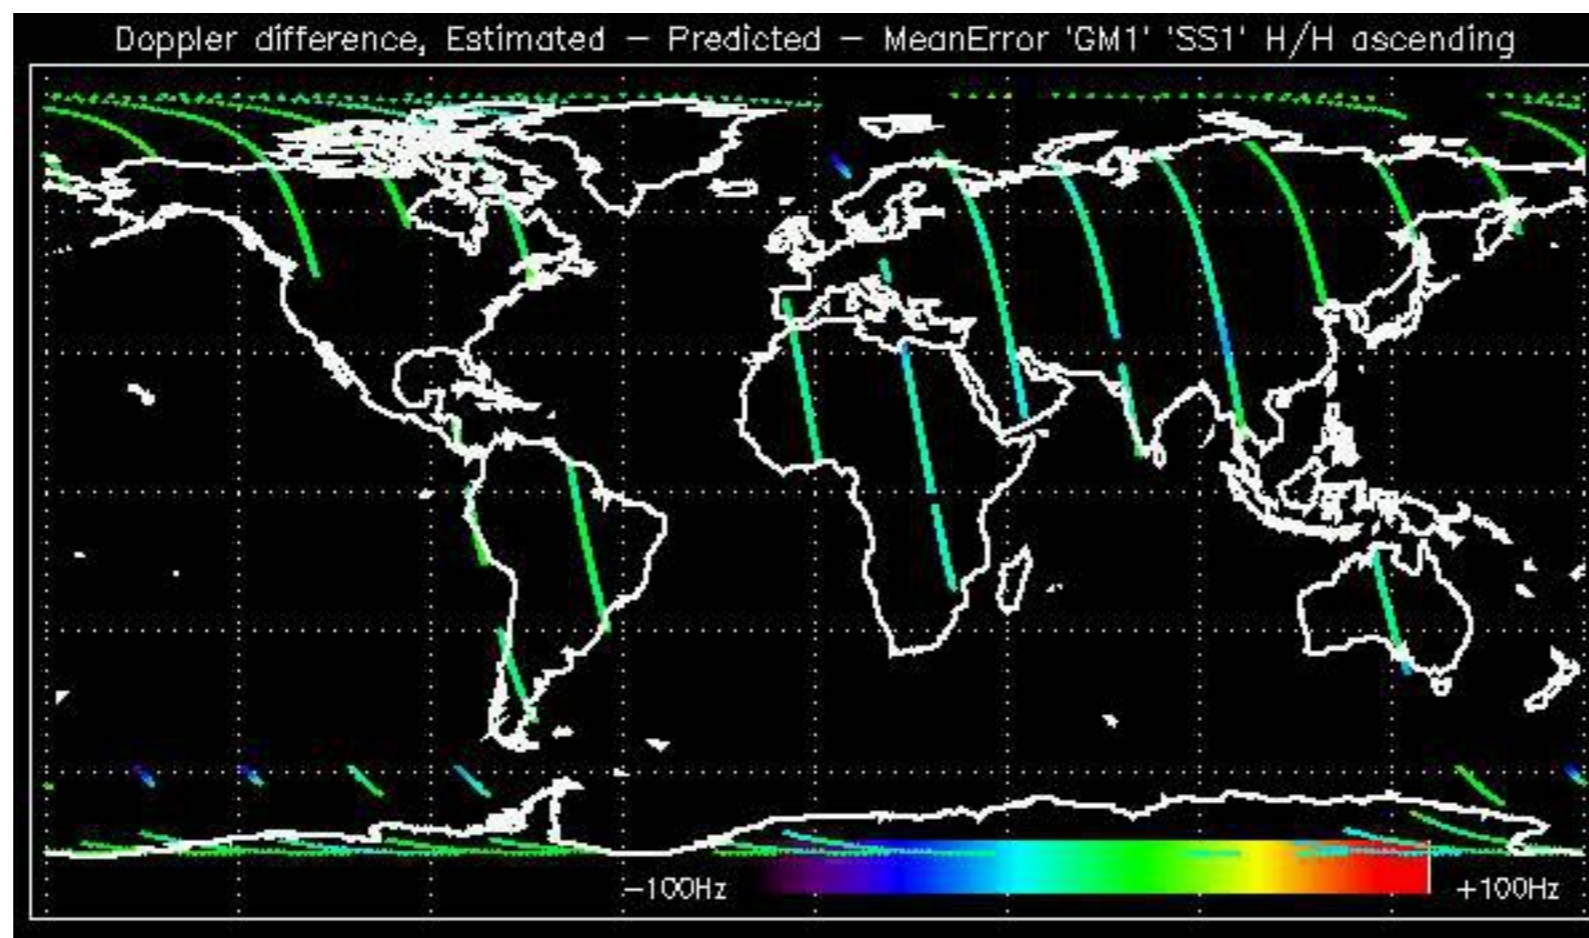 Doppler difference, Estimated – Predicted – MeanError 'GM1' 'SS1' H/H ascending
–100Hz
+100Hz